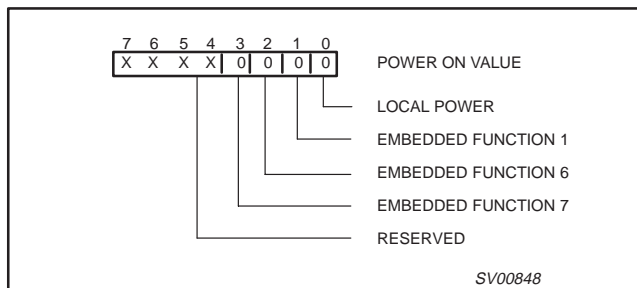 7 6 5 4 3 2 1 0
X X X X 0 0 0 0 POWER ON VALUE
LOCAL POWER
EMBEDDED FUNCTION 1
EMBEDDED FUNCTION 6
EMBEDDED FUNCTION 7
RESERVED
SV00848